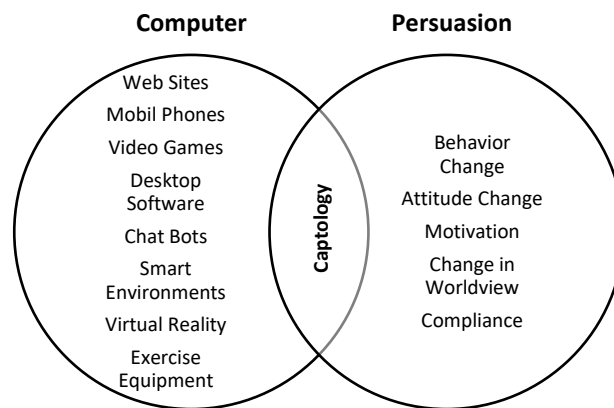 Computer
Persuasion
Web Sites
Mobil Phones
Video Games
Desktop
Software
Chat Bots
Smart
Environments
Virtual Reality
Exercise
Equipment
Captology
Behavior
Change
Attitude Change
Motivation
Change in
Worldview
Compliance